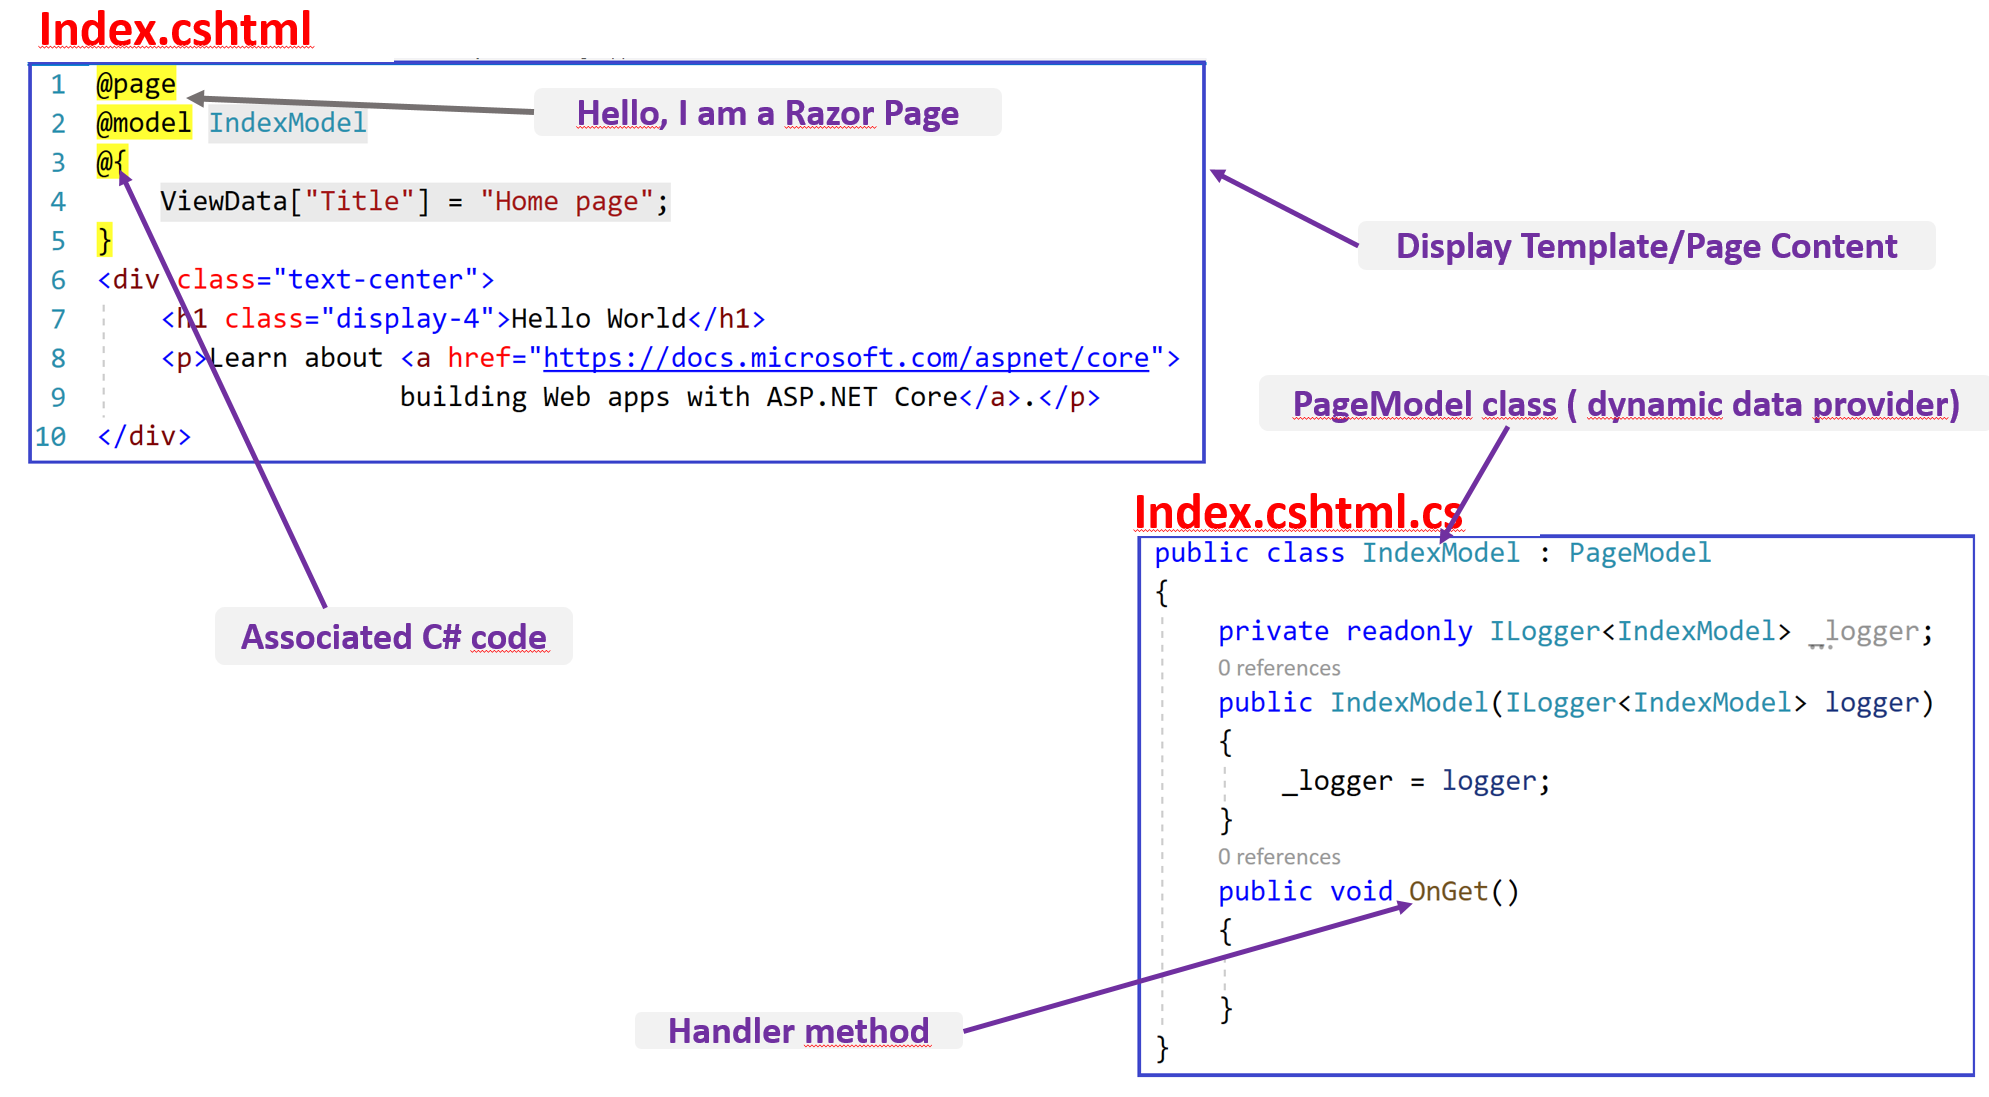 Index.cshtml
1 @page
Hello, I am a Razor Page
2 @model IndexModel
3 @{
4 ViewData["Title"] = "Home page";
5 }
6 <div class="text-center">
7 <h1 class="display-4">Hello World</h1>
8 <p>Learn about <a href="https://docs.microsoft.com/aspnet/core">
9 building Web apps with ASP.NET Core</a>.</p>
10 </div>
Display Template/Page Content
PageModel class ( dynamic data provider)
Associated C# code
Index.cshtml.cs
public class IndexModel : PageModel
{
private readonly ILogger<IndexModel> _logger;
0 references
public IndexModel(ILogger<IndexModel> logger)
{
_logger = logger;
}
0 references
public void OnGet()
{
}
}
Handler method